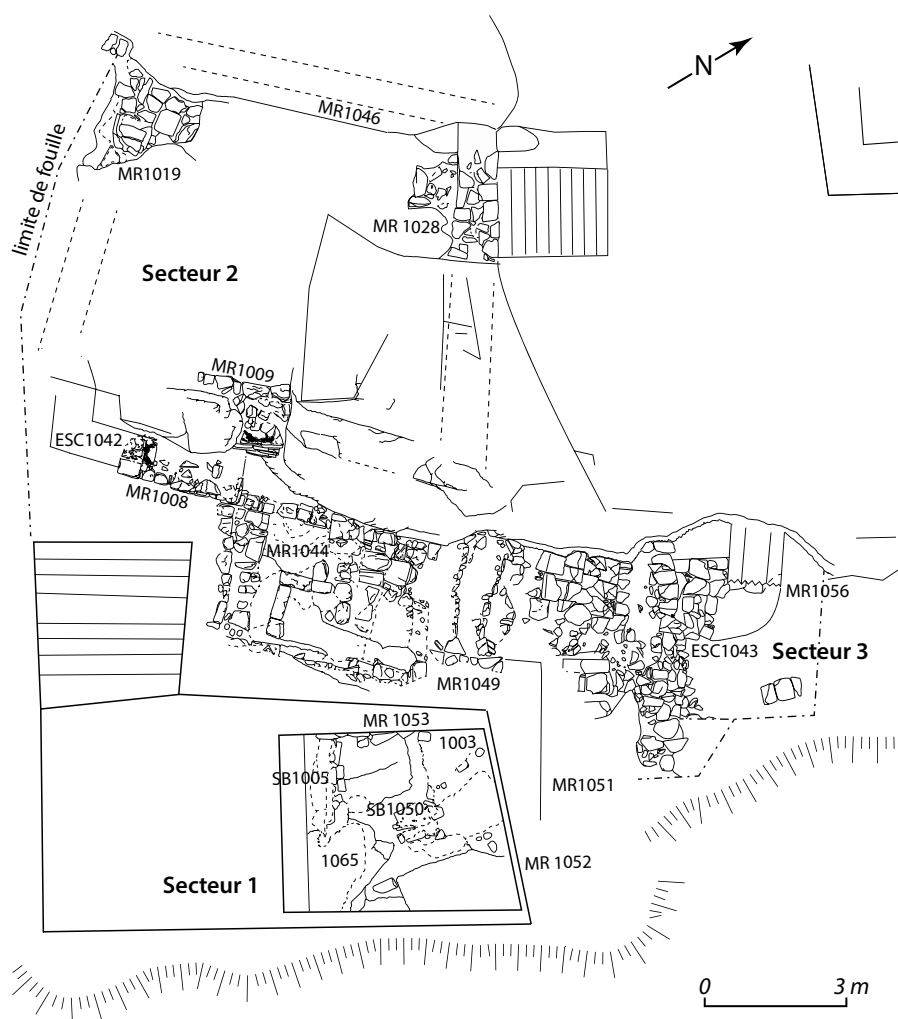 N
MR1046
limite de fouille
MR1019
MR 1028
Secteur 2
MR1009
ESC1042
MR1008
MR1044
MR1056
ESC1043
Secteur 3
MR1049
MR 1053
1003
SB1005
MR1051
SB1050
1065
MR 1052
Secteur 1
0 3 m